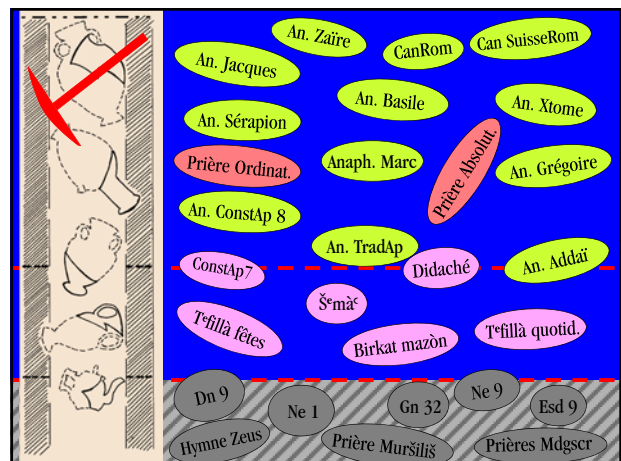 An. Zaïre
CanRom
Can SuisseRom
An. Jacques
An. Basile
An. Xtome
An. Sérapion
Prière Absolut.
Prière Ordinat.
Anaph. Marc
An. Grégoire
An. ConstAp 8
An. TradAp
An. Addaï
ConstAp7
Didaché
Šᵉmàᶜ
Tᵉfillâ fêtes
Birkat mazòn
Tᵉfillà quotid.
Dn 9
Ne 1
Gn 32
Ne 9
Esd 9
Hymne Zeus
Prière Muršiliš
Prières Mdgscr